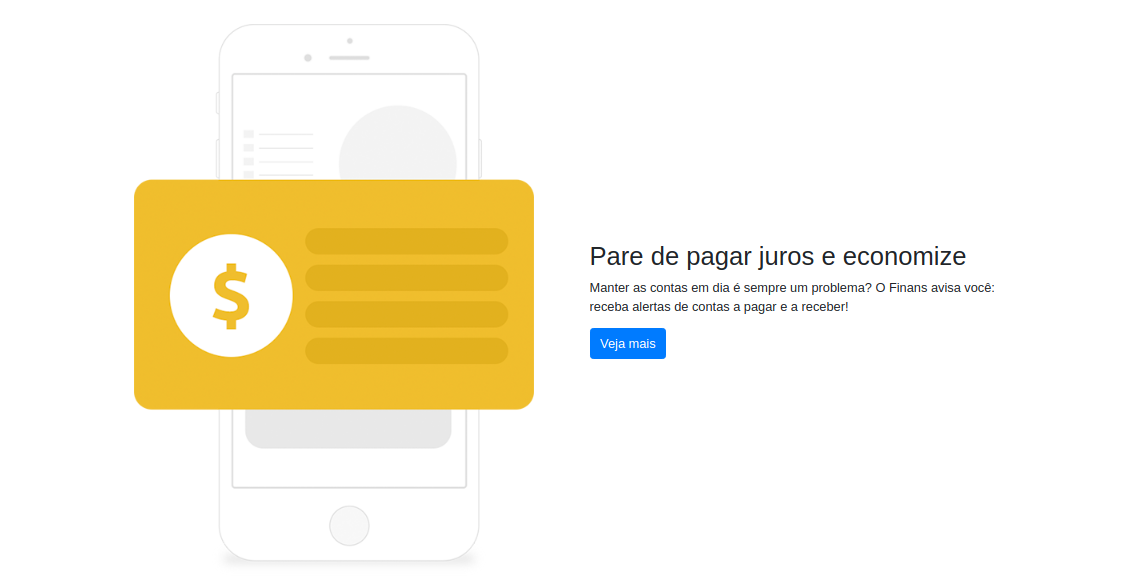 $
Pare de pagar juros e economize
Manter as contas em dia é sempre um problema? O Finans avisa você:
receba alertas de contas a pagar e a receber!
Veja mais